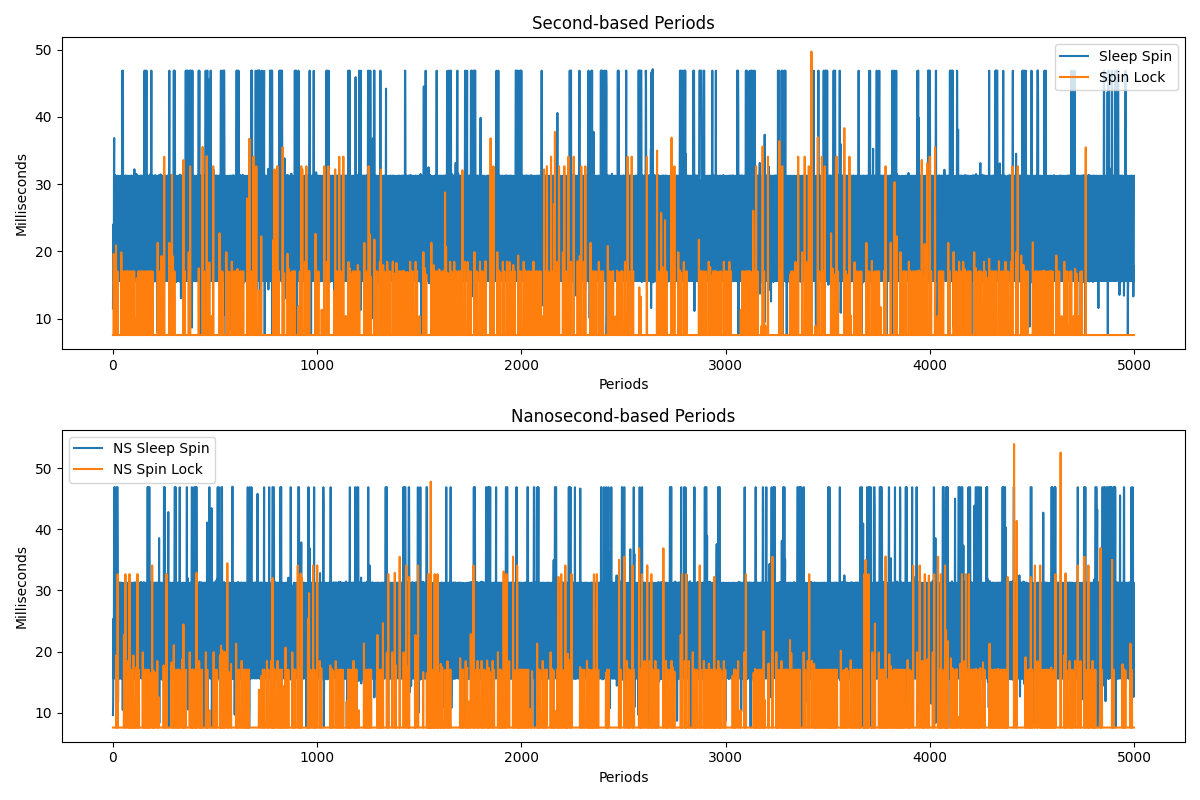 Second-based Periods
50
40
30
20
10
Milliseconds
Sleep Spin
Spin Lock
0 1000 2000 3000 4000 5000
Periods
Nanosecond-based Periods
50
40
30
20
10
Milliseconds
NS Sleep Spin
NS Spin Lock
0 1000 2000 3000 4000 5000
Periods